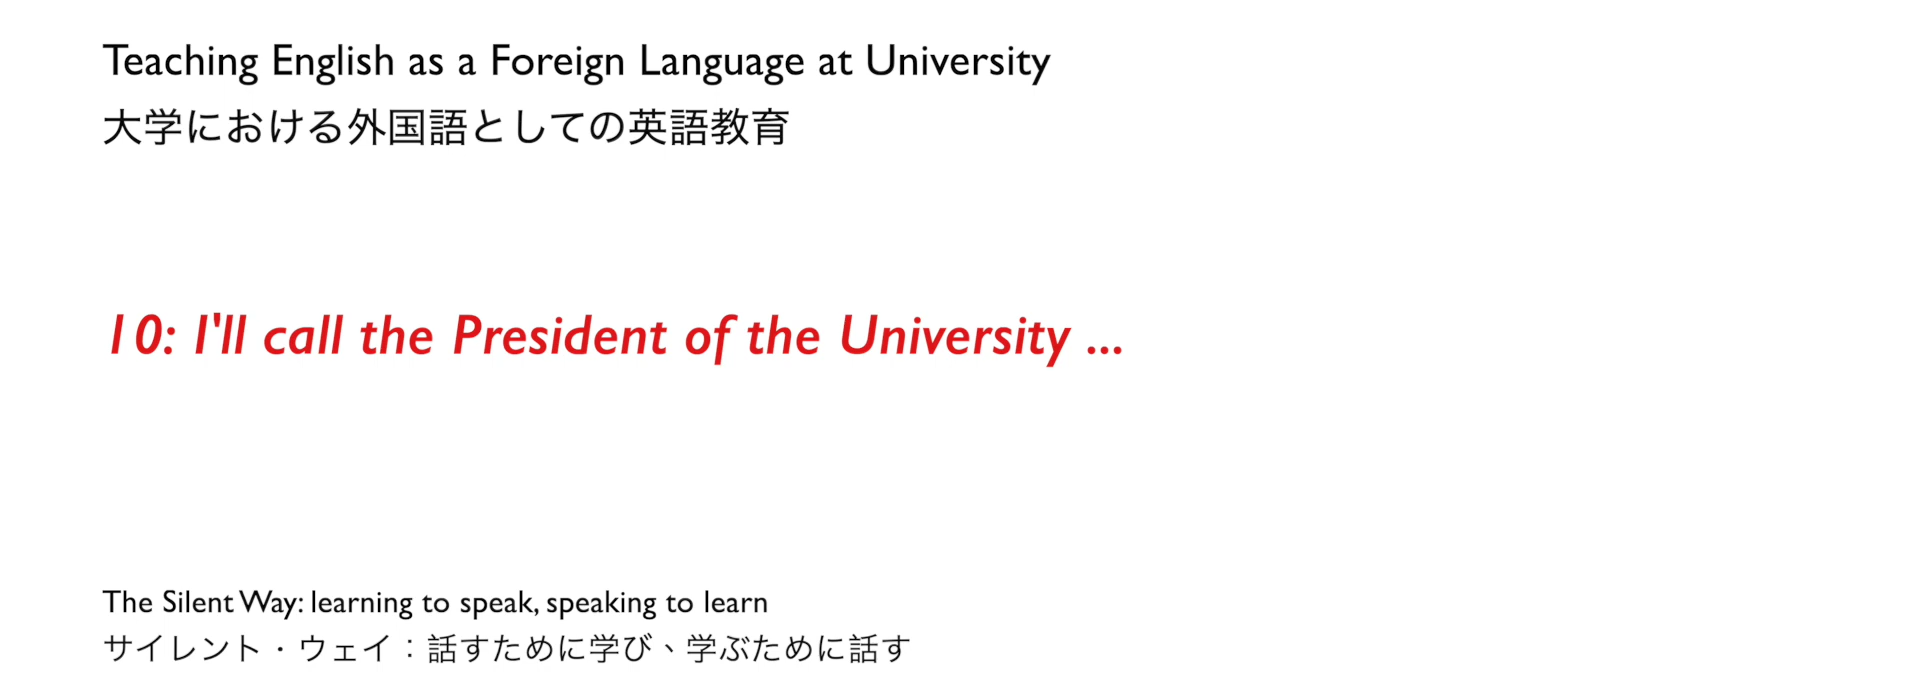 Teaching English as a Foreign Language at University
大学における外国語としての英語教育
10: I'll call the President of the University ...
The Silent Way: learning to speak, speaking to learn
サイレント・ウェイ：話すために学び、学ぶために話す